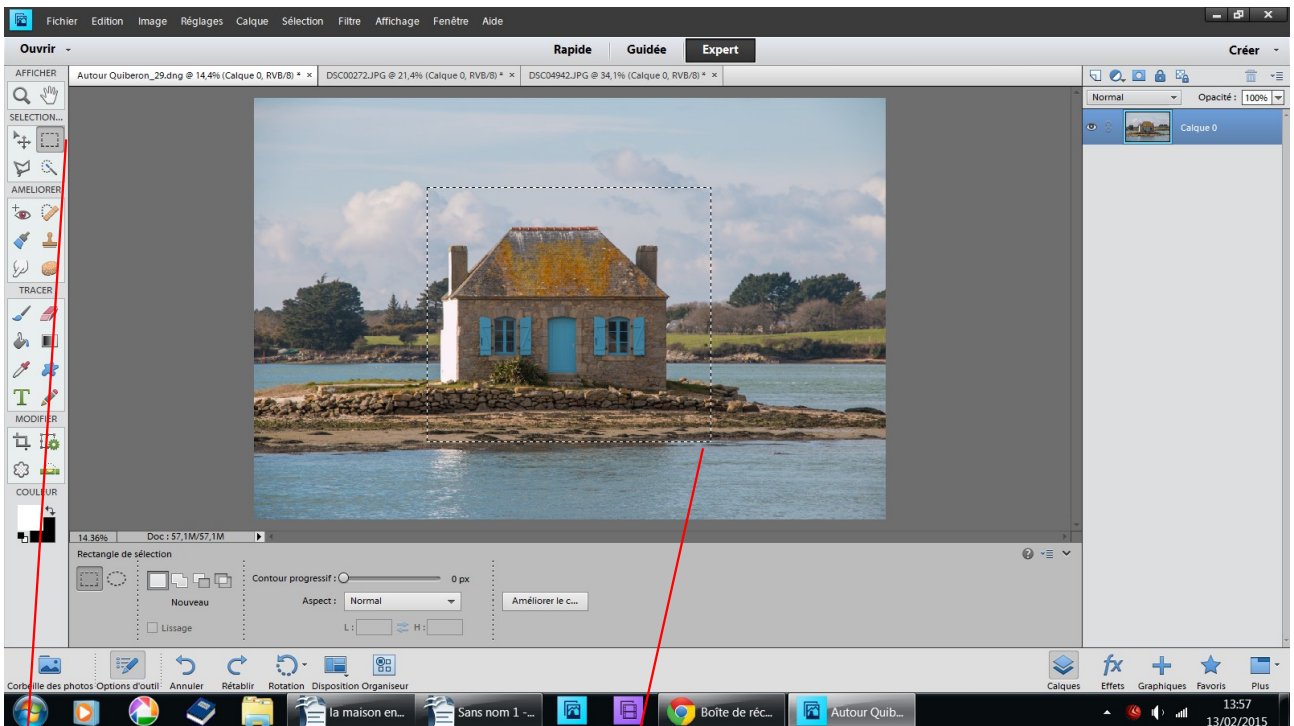 Fichier Edition Image Réglages Calque Sélection Filtre Affichage Fenêtre Aide
Ouvrir Rapide Guidée Expert Créer
AFFICHER
Autour Quiberon_29.dng @ 14,4% (Calque 0, RVB/8) * × DSC00272.JPG @ 21,4% (Calque 0, RVB/8) * × DSC04942.JPG @ 34,1% (Calque 0, RVB/8) * ×
Normal Opacité : 100%
SELECTION...
Calque 0
AMELIORER
TRACER
T
MODIFIER
COULEUR
14.36% Doc : 57,1M/57,1M
Rectangle de sélection
Contour progressif : 0 px
Nouveau Aspect : Normal Améliorer le c...
Lissage L : H :
Corbeille des photos Options d'outil Annuler Rétablir Rotation Disposition Organiseur Calques fx Effets Graphiques Favoris Plus
la maison en... Sans nom 1 -... Boîte de réc... Autour Quib... 13:57
13/02/2015